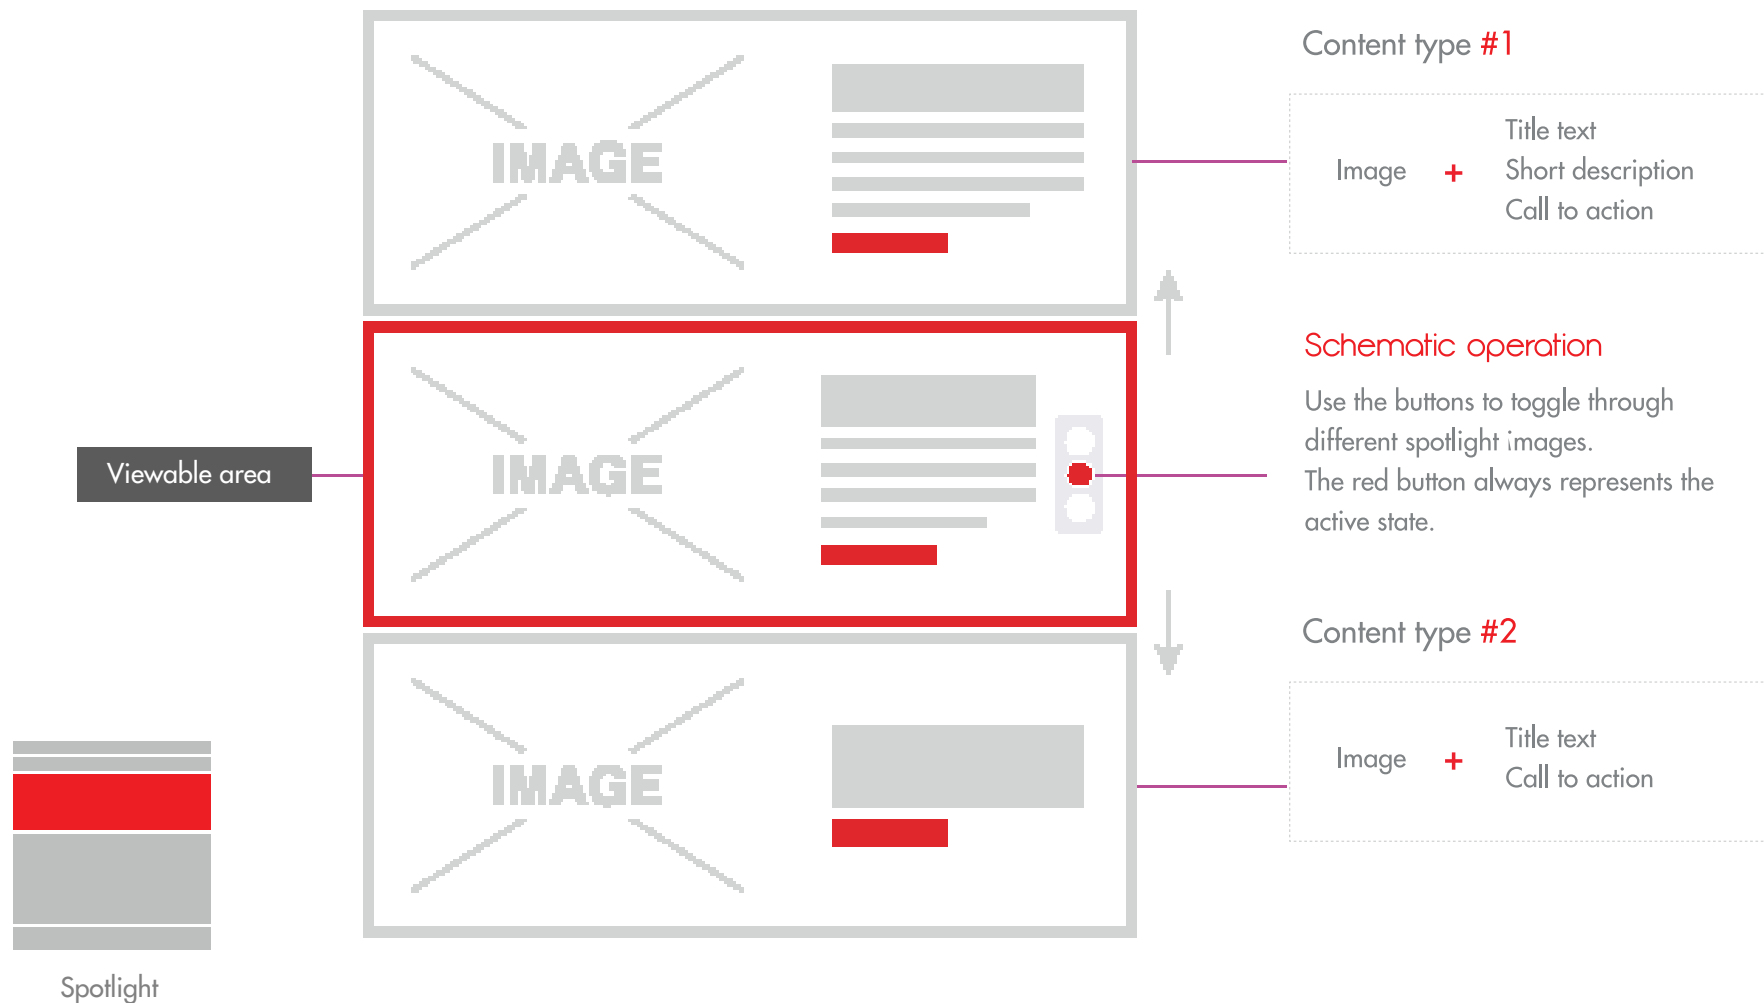 Content type #1
IMAGE
Image + Title text
Short description
Call to action
Schematic operation
Use the buttons to toggle through
different spotlight images.
The red button always represents the
active state.
Viewable area
IMAGE
Content type #2
IMAGE
Image + Title text
Call to action
Spotlight